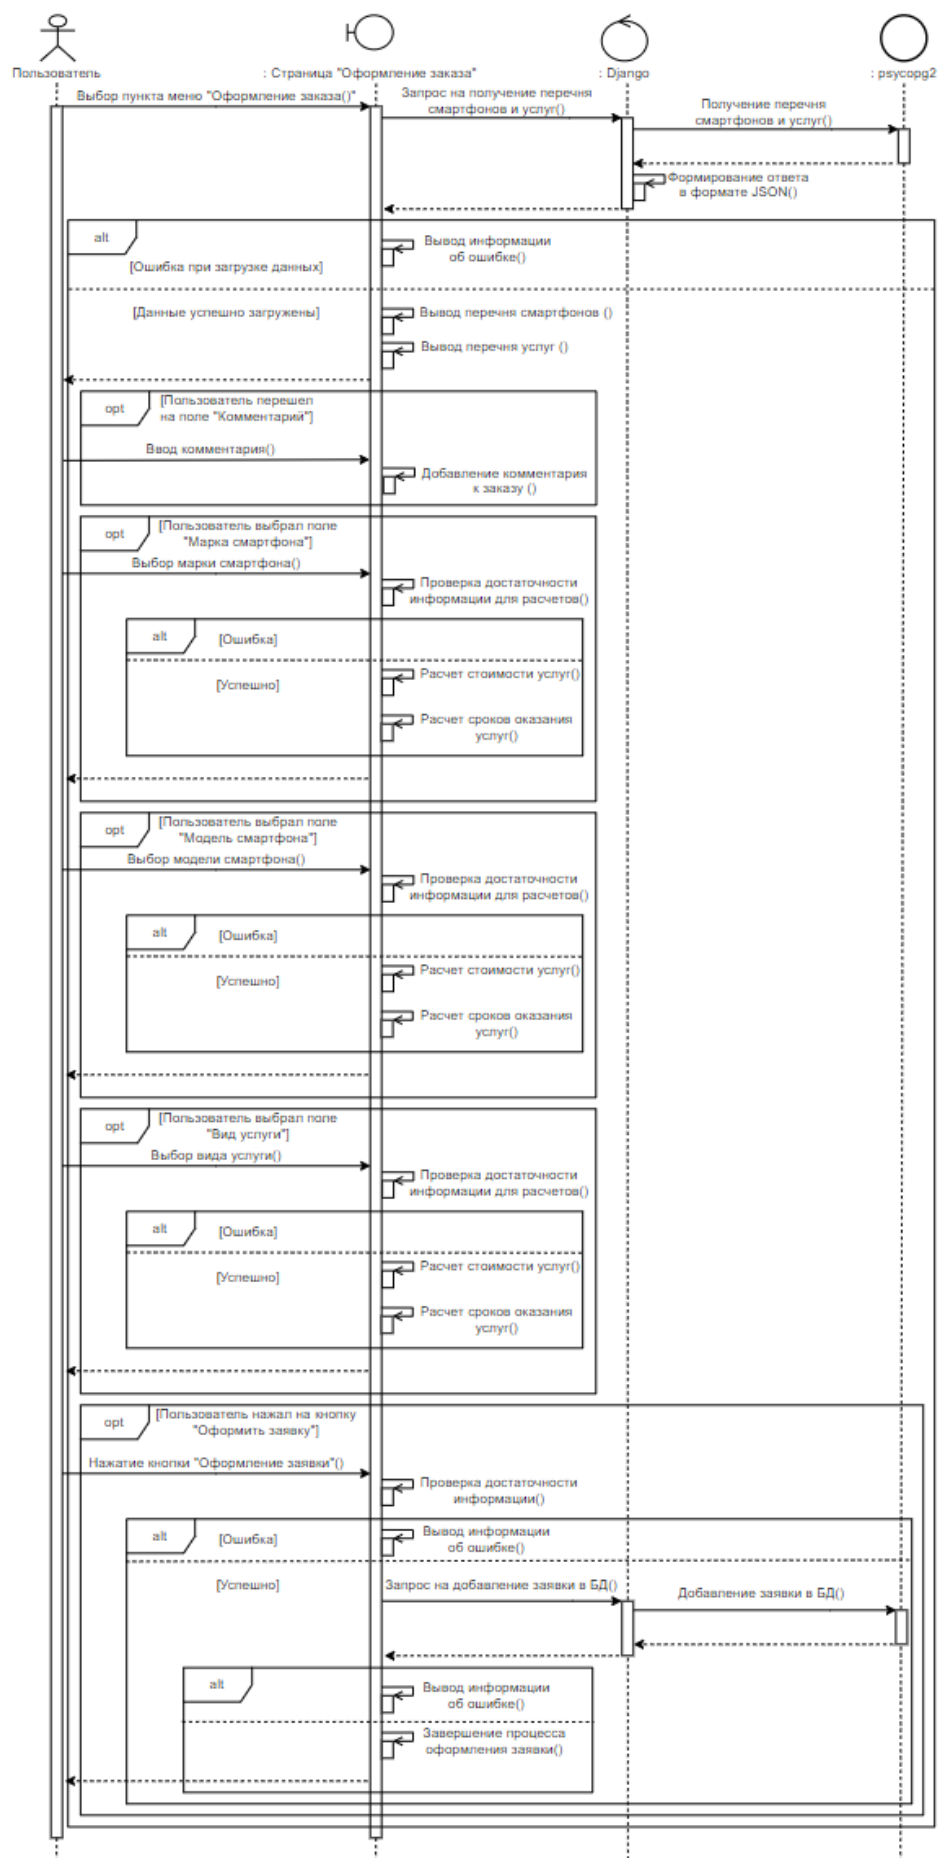 Пользователь
: Страница "Оформление заказа"
: Django
: psycopg2
Выбор пункта меню "Оформление заказа()"
Запрос на получение перечня
смартфонов и услуг()
Получение перечня
смартфонов и услуг()
Формирование ответа
в формате JSON()
alt
Вывод информации
об ошибке()
[Ошибка при загрузке данных]
[Данные успешно загружены]
Вывод перечня смартфонов ()
Вывод перечня услуг ()
opt
[Пользователь перешел
на поле "Комментарий"]
Ввод комментария()
Добавление комментария
к заказу ()
opt
[Пользователь выбрал поле
"Марка смартфона"]
Выбор марки смартфона()
Проверка достаточности
информации для расчетов()
alt
[Ошибка]
[Успешно]
Расчет стоимости услуг()
Расчет сроков оказания
услуг()
opt
[Пользователь выбрал поле
"Модель смартфона"]
Выбор модели смартфона()
Проверка достаточности
информации для расчетов()
alt
[Ошибка]
[Успешно]
Расчет стоимости услуг()
Расчет сроков оказания
услуг()
opt
[Пользователь выбрал поле
"Вид услуги"]
Выбор вида услуги()
Проверка достаточности
информации для расчетов()
alt
[Ошибка]
[Успешно]
Расчет стоимости услуг()
Расчет сроков оказания
услуг()
opt
[Пользователь нажал на кнопку
"Оформить заявку"]
Нажатие кнопки "Оформление заявки"()
Проверка достаточности
информации()
alt
[Ошибка]
Вывод информации
об ошибке()
[Успешно]
Запрос на добавление заявки в БД()
Добавление заявки в БД()
alt
Вывод информации
об ошибке()
Завершение процесса
оформления заявки()